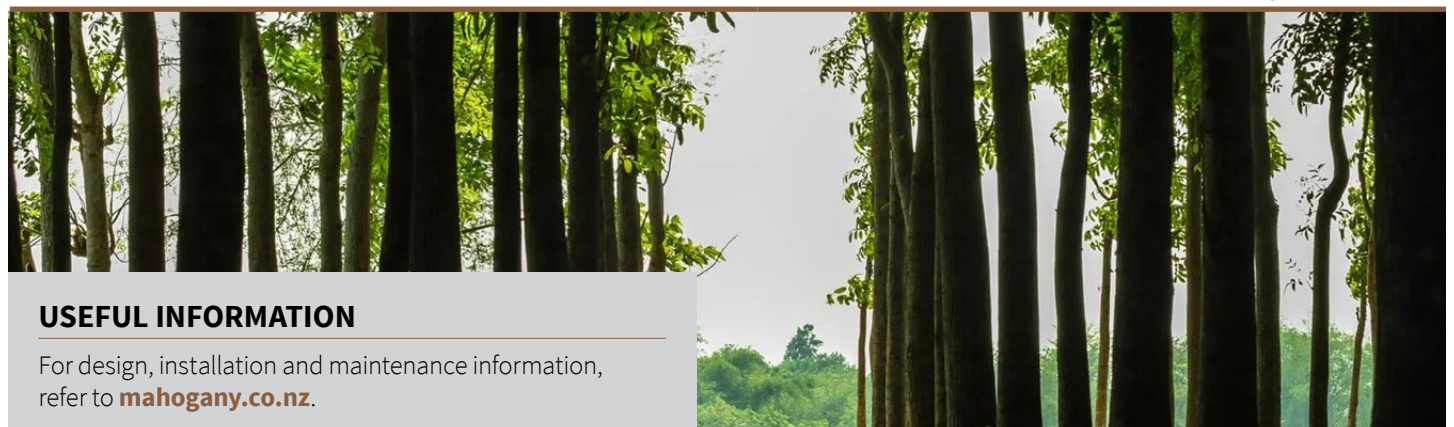 USEFUL INFORMATION
For design, installation and maintenance information,
refer to mahogany.co.nz.